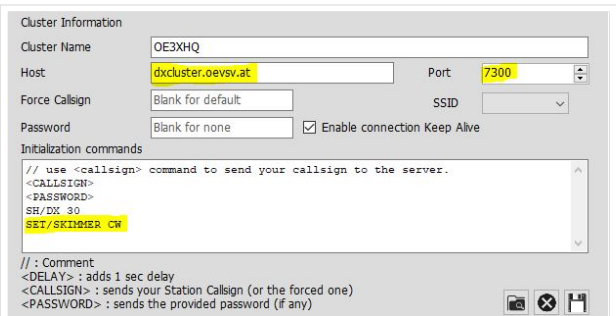 Cluster Information
Cluster Name OE3XHQ
Host dxcluster.oevsv.at Port 7300
Force Callsign Blank for default SSID
Password Blank for none Enable connection Keep Alive
Initialization commands
// use <callsign> command to send your callsign to the server.
<CALLSIGN>
<PASSWORD>
SH/DX 30
SET/SKIMMER CW
// : Comment
<DELAY> : adds 1 sec delay
<CALLSIGN> : sends your Station Callsign (or the forced one)
<PASSWORD> : sends the provided password (if any)